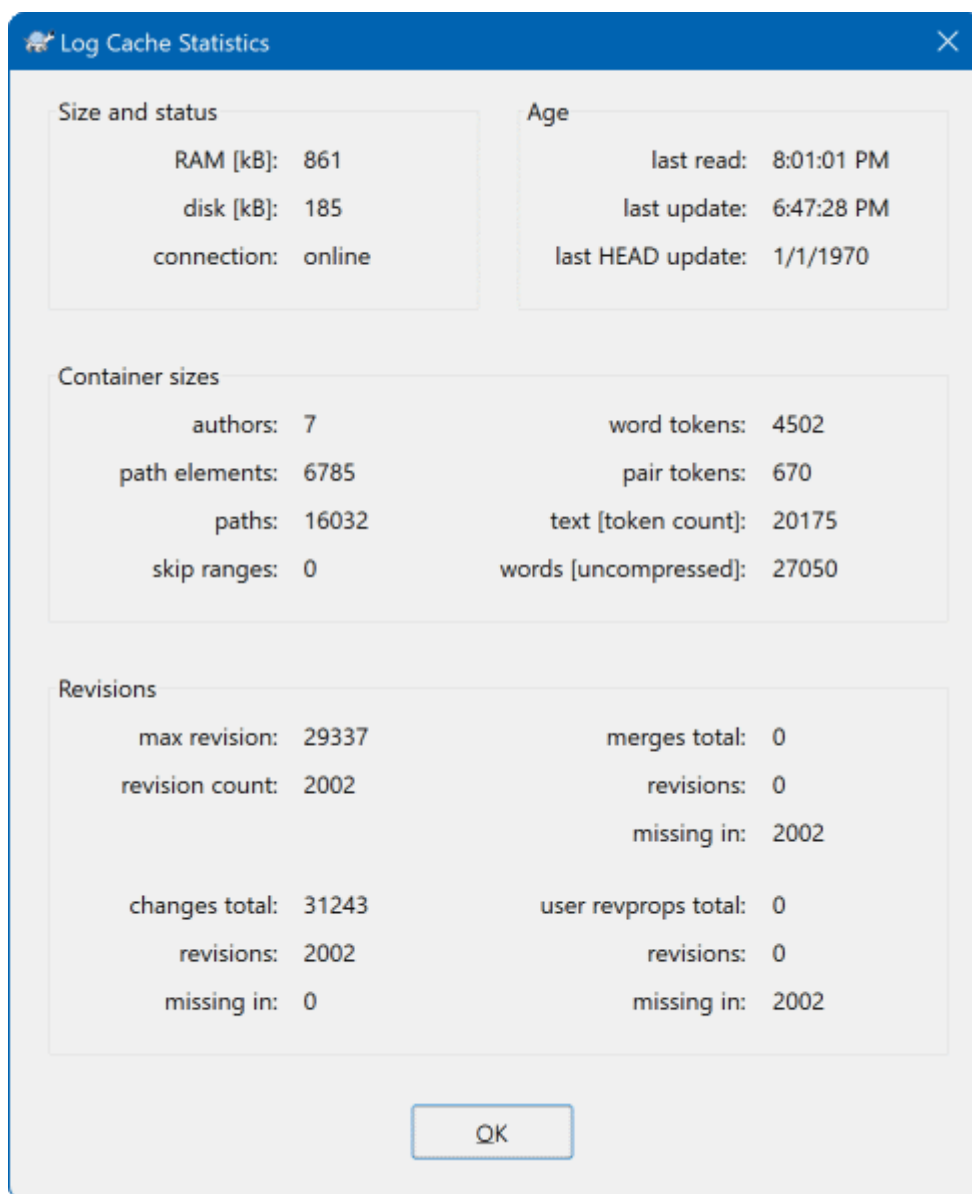 Log Cache Statistics
Size and status
RAM [kB]: 861
disk [kB]: 185
connection: online
Age
last read: 8:01:01 PM
last update: 6:47:28 PM
last HEAD update: 1/1/1970
Container sizes
authors: 7
path elements: 6785
paths: 16032
skip ranges: 0
word tokens: 4502
pair tokens: 670
text [token count]: 20175
words [uncompressed]: 27050
Revisions
max revision: 29337
revision count: 2002
merges total: 0
revisions: 0
missing in: 2002
changes total: 31243
revisions: 2002
missing in: 0
user revprops total: 0
revisions: 0
missing in: 2002
OK